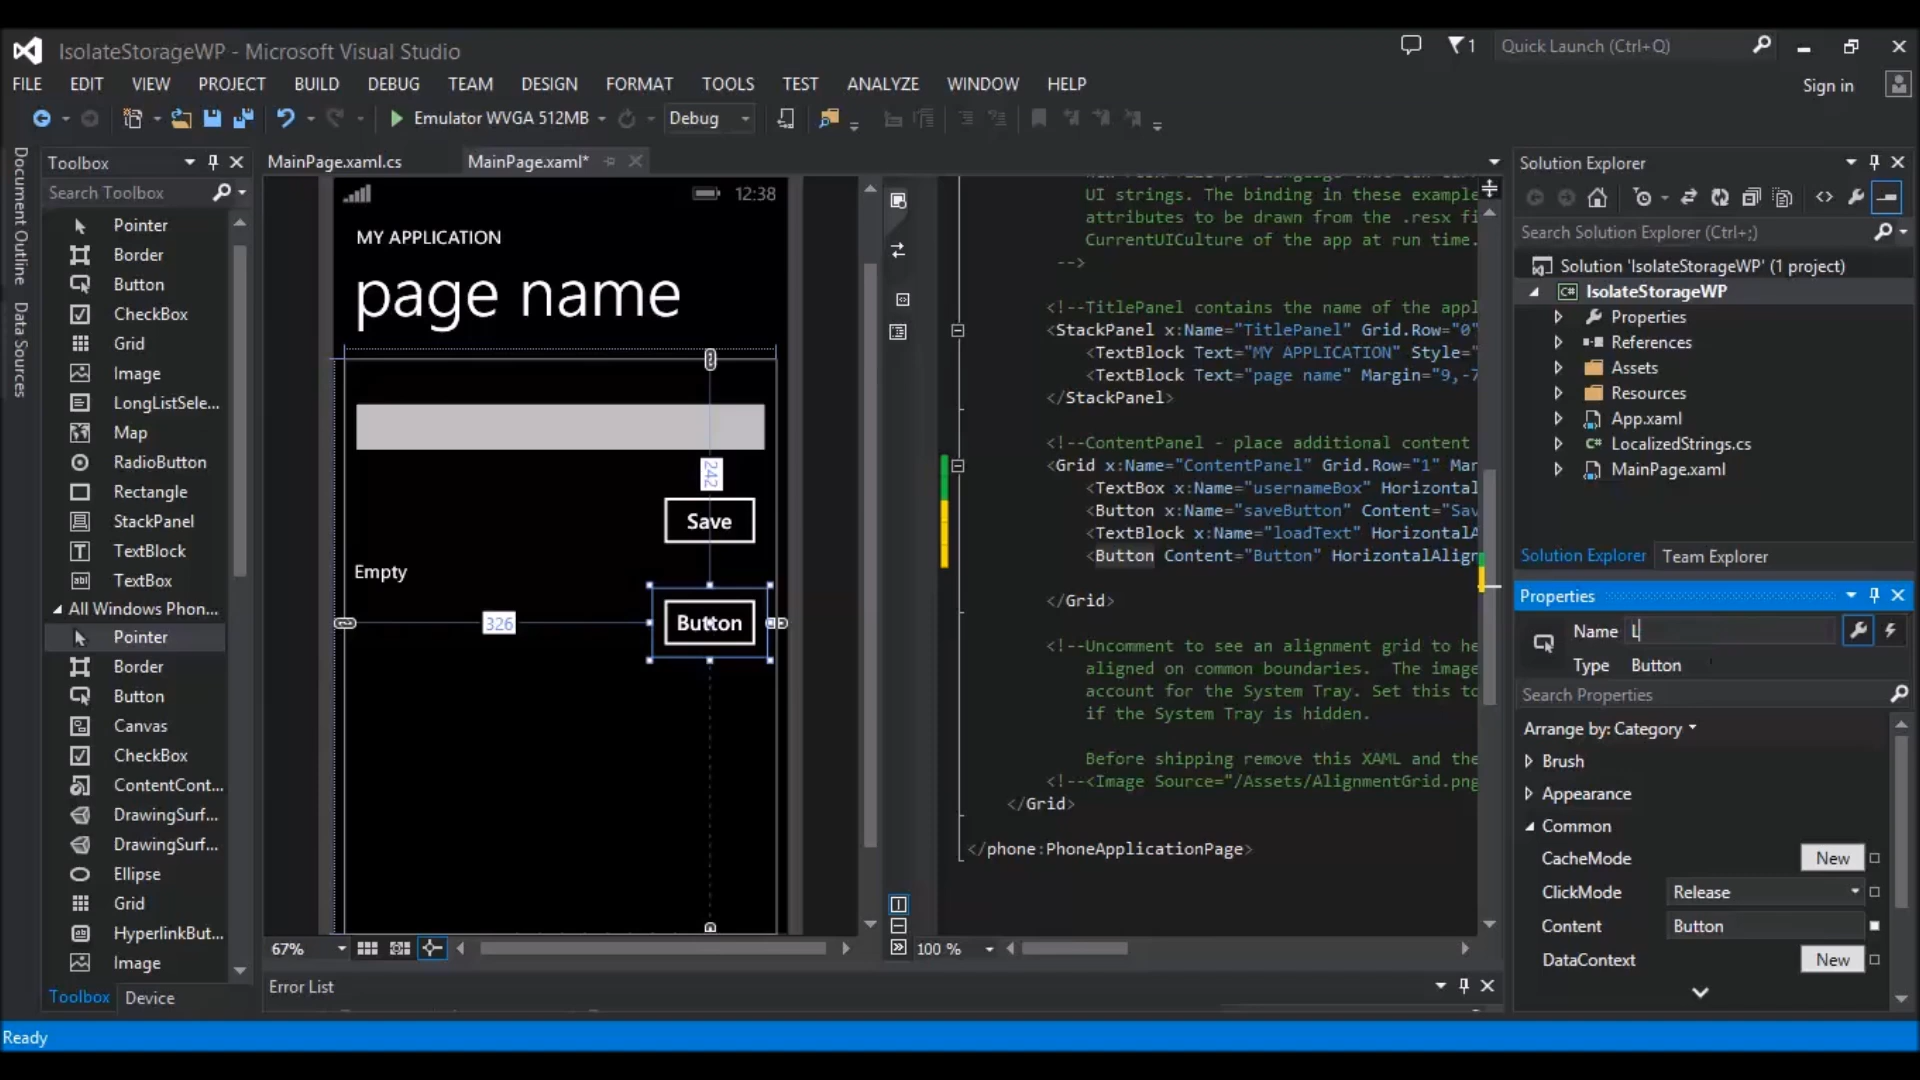 IsolateStorageWP - Microsoft Visual Studio
1
Quick Launch (Ctrl+Q)
FILE EDIT VIEW PROJECT BUILD DEBUG TEAM DESIGN FORMAT TOOLS TEST ANALYZE WINDOW HELP
Sign in
Emulator WVGA 512MB
Debug
Document Outline
Data Sources
Toolbox
Search Toolbox
Pointer
Border
Button
CheckBox
Grid
Image
LongListSele...
Map
RadioButton
Rectangle
StackPanel
TextBlock
TextBox
All Windows Phon...
Pointer
Border
Button
Canvas
CheckBox
ContentCont...
DrawingSurf...
DrawingSurf...
Ellipse
Grid
HyperlinkBut...
Image
Toolbox Device
MainPage.xaml.cs MainPage.xaml*
12:38
MY APPLICATION
page name
242
Save
Empty
326
Button
67%
UI strings. The binding in these example
attributes to be drawn from the .resx fi
CurrentUICulture of the app at run time.
-->
<!--TitlePanel contains the name of the appl
<StackPanel x:Name="TitlePanel" Grid.Row="0"
<TextBlock Text="MY APPLICATION" Style="
<TextBlock Text="page name" Margin="9,-7
</StackPanel>
<!--ContentPanel - place additional content
<Grid x:Name="ContentPanel" Grid.Row="1" Mar
<TextBox x:Name="usernameBox" Horizontal
<Button x:Name="saveButton" Content="Sav
<TextBlock x:Name="loadText" HorizontalA
<Button Content="Button" HorizontalAlign
</Grid>
<!--Uncomment to see an alignment grid to he
aligned on common boundaries. The image
account for the System Tray. Set this to
if the System Tray is hidden.
Before shipping remove this XAML and the
<!--<Image Source="/Assets/AlignmentGrid.png
</Grid>
</phone:PhoneApplicationPage>
100 %
Error List
Solution Explorer
Search Solution Explorer (Ctrl+;)
Solution 'IsolateStorageWP' (1 project)
C# IsolateStorageWP
Properties
References
Assets
Resources
App.xaml
C# LocalizedStrings.cs
MainPage.xaml
Solution Explorer Team Explorer
Properties
Name L
Type Button
Search Properties
Arrange by: Category
Brush
Appearance
Common
CacheMode New
ClickMode Release
Content Button
DataContext New
Ready